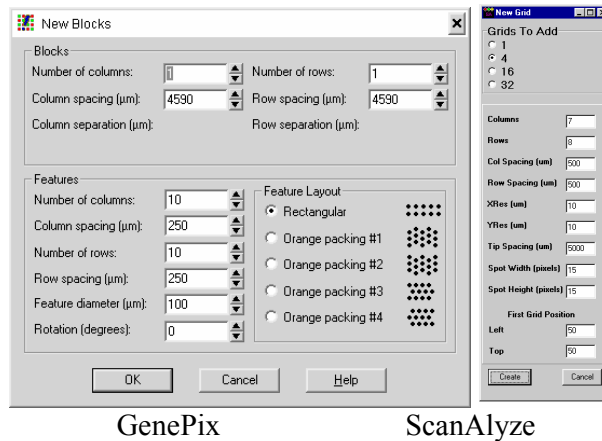 New Blocks
Blocks
Number of columns: 1 Number of rows: 1
Column spacing (µm): 4590 Row spacing (µm): 4590
Column separation (µm): Row separation (µm):
Features
Number of columns: 10
Column spacing (µm): 250
Number of rows: 10
Row spacing (µm): 250
Feature diameter (µm): 100
Rotation (degrees): 0
Feature Layout
Rectangular
Orange packing #1
Orange packing #2
Orange packing #3
Orange packing #4
OK Cancel Help
New Grid
Grids To Add
1
4
16
32
Columns 7
Rows 8
Col Spacing (um) 500
Row Spacing (um) 500
XRes (um) 10
YRes (um) 10
Tip Spacing (um) 5000
Spot Width (pixels) 15
Spot Height (pixels) 15
First Grid Position
Left 50
Top 50
Create Cancel
GenePix ScanAlyze